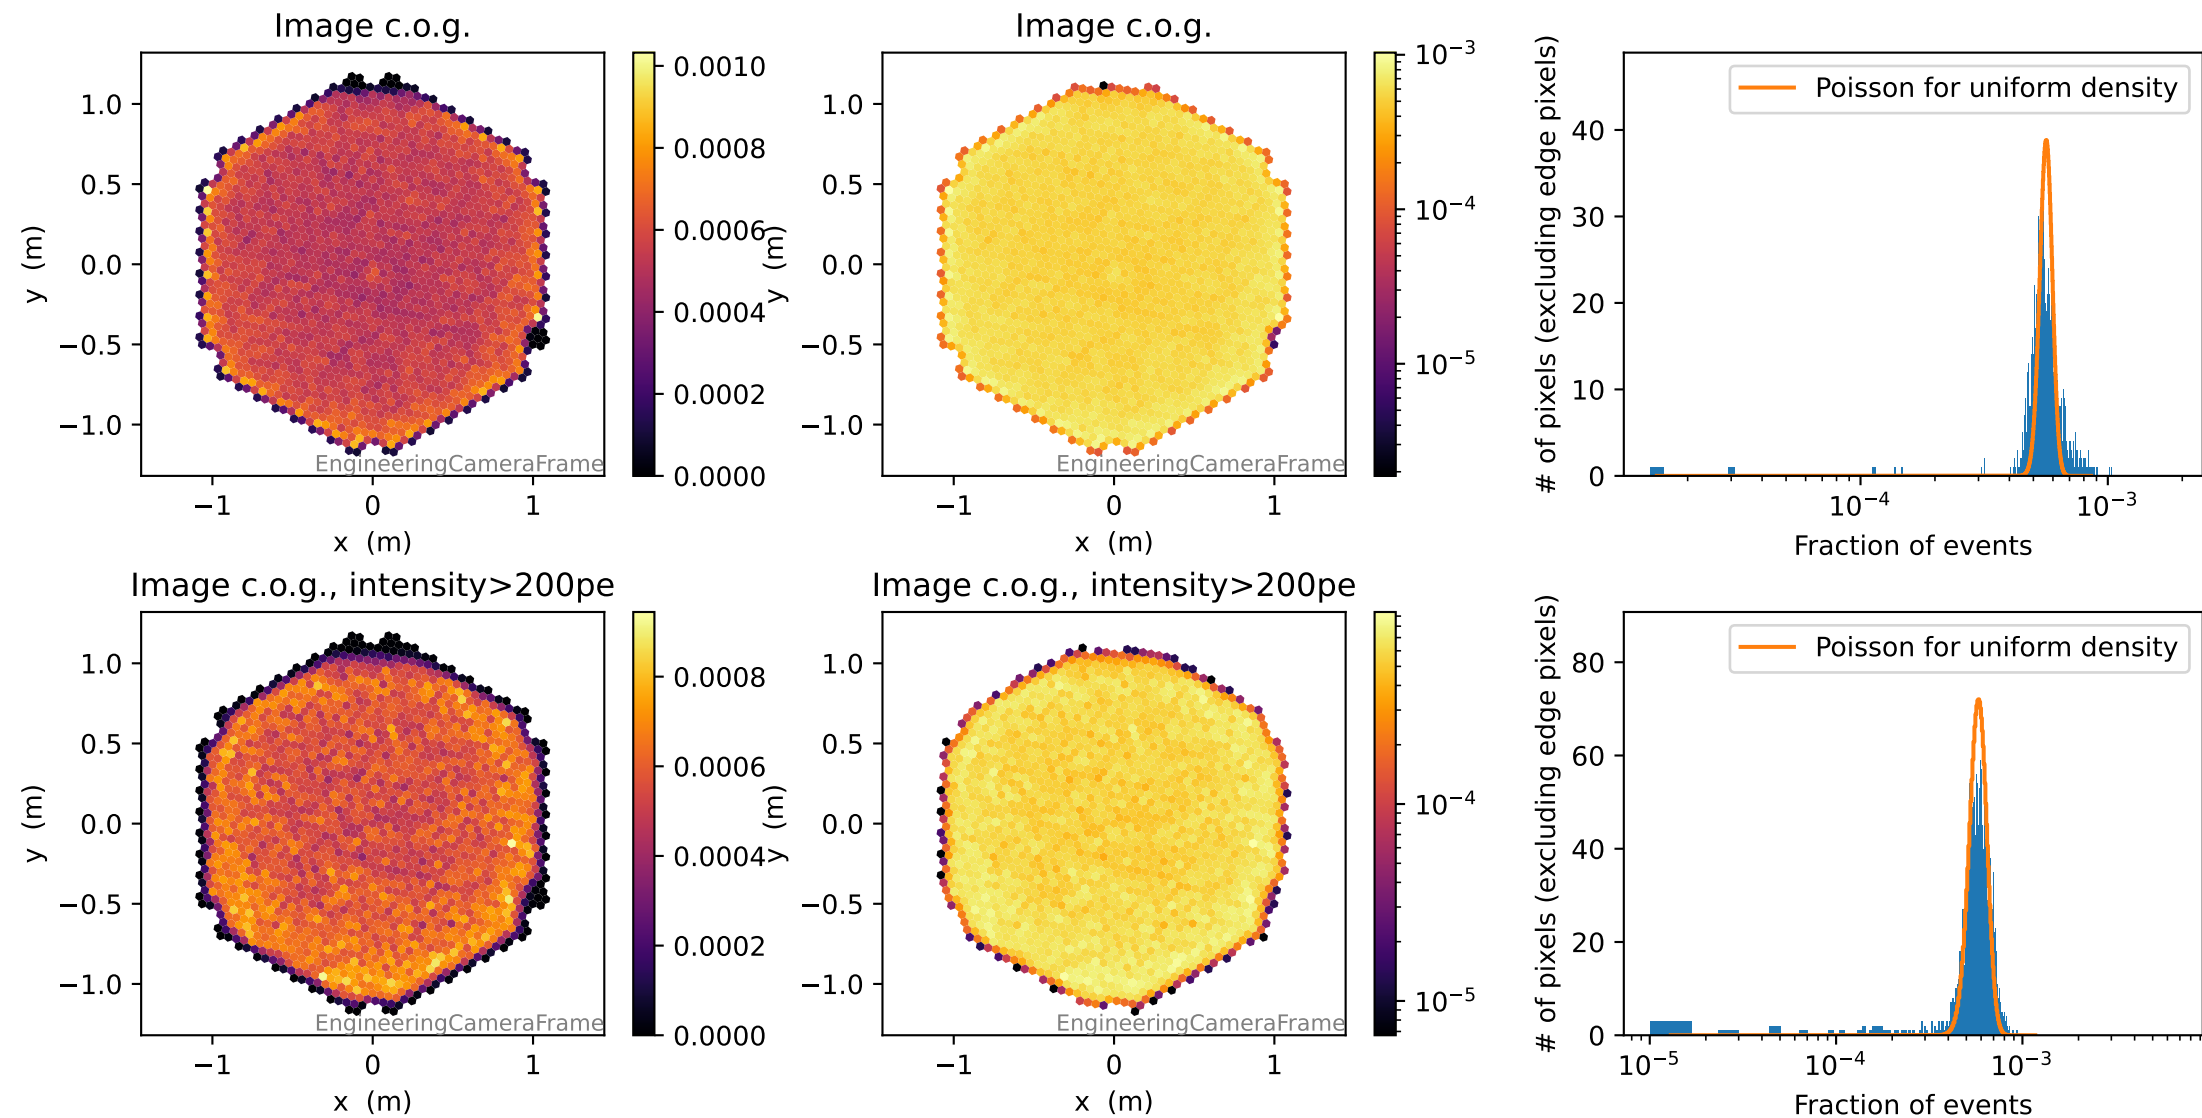 Image c.o.g.
1.0
0.5
0.0
−0.5
−1.0
y (m)
−1 0 1
x (m)
EngineeringCameraFrame
0.0010
0.0008
0.0006
0.0004
0.0002
0.0000
Image c.o.g.
1.0
0.5
0.0
−0.5
−1.0
y (m)
−1 0 1
x (m)
EngineeringCameraFrame
10⁻³
10⁻⁴
10⁻⁵
Poisson for uniform density
# of pixels (excluding edge pixels)
40
30
20
10
0
10⁻⁴ 10⁻³
Fraction of events
Image c.o.g., intensity>200pe
1.0
0.5
0.0
−0.5
−1.0
y (m)
−1 0 1
x (m)
EngineeringCameraFrame
0.0008
0.0006
0.0004
0.0002
0.0000
Image c.o.g., intensity>200pe
1.0
0.5
0.0
−0.5
−1.0
y (m)
−1 0 1
x (m)
EngineeringCameraFrame
10⁻⁴
10⁻⁵
Poisson for uniform density
# of pixels (excluding edge pixels)
80
60
40
20
0
10⁻⁵ 10⁻⁴ 10⁻³
Fraction of events